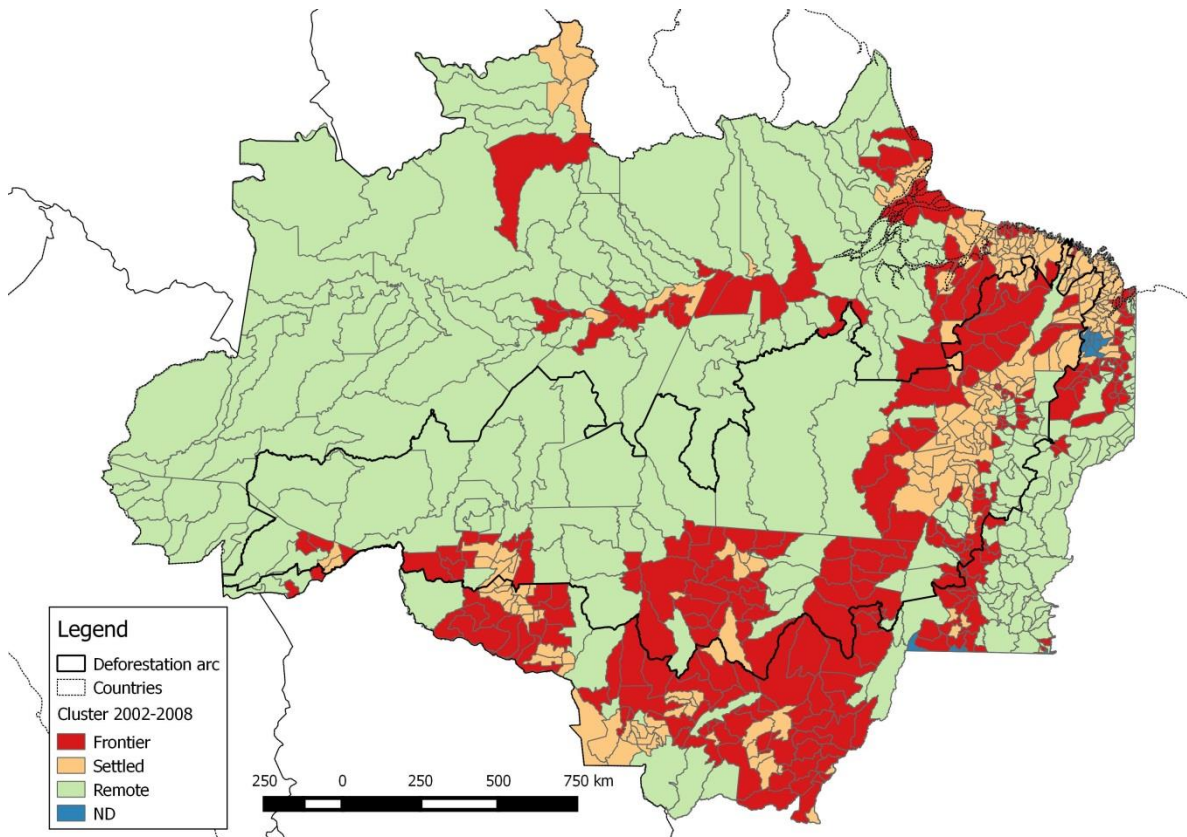 Legend
Deforestation arc
Countries
Cluster 2002-2008
Frontier
Settled
Remote
ND
250 0 250 500 750 km